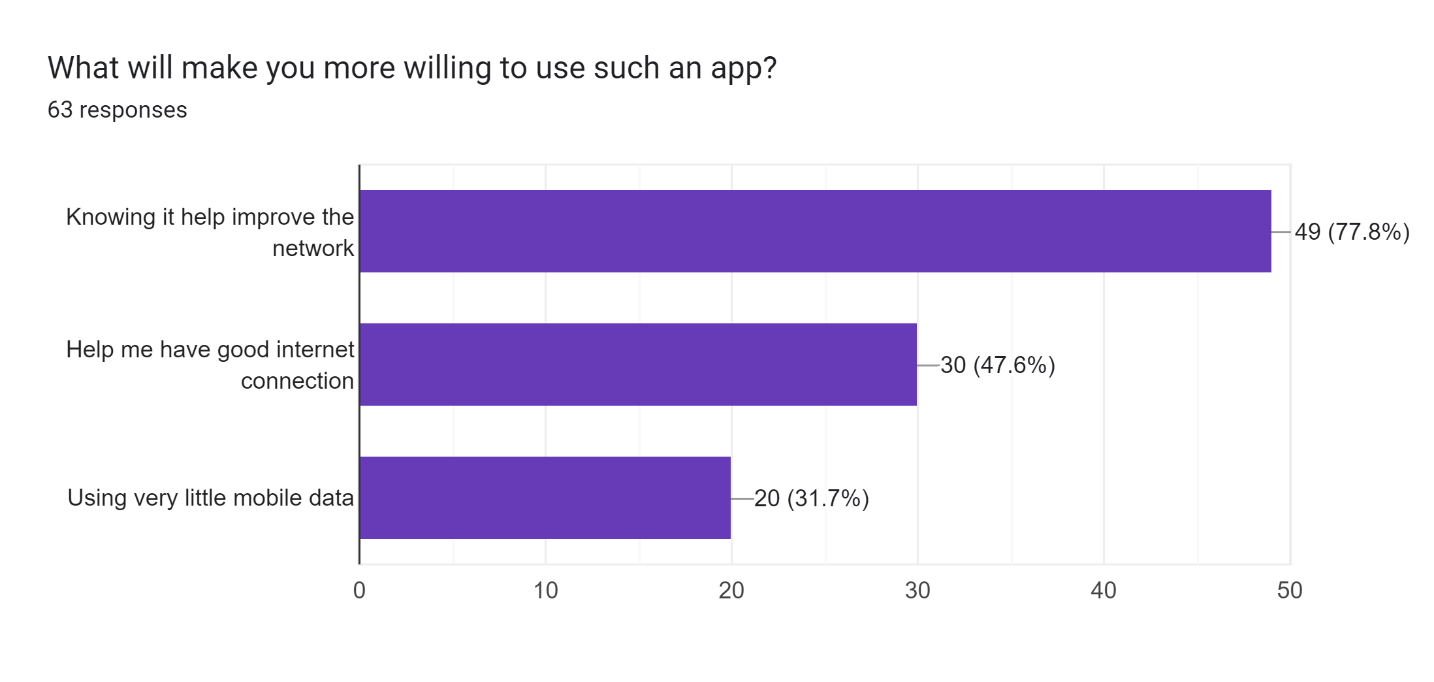 What will make you more willing to use such an app?
63 responses
Knowing it help improve the
network
49 (77.8%)
Help me have good internet
connection
30 (47.6%)
Using very little mobile data
20 (31.7%)
0 10 20 30 40 50